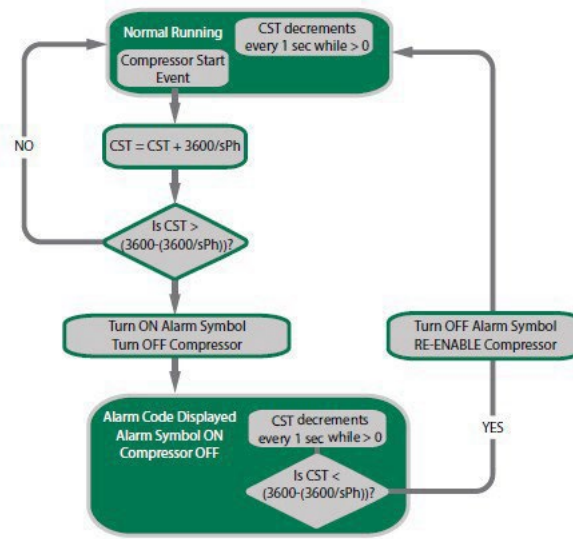 Normal Running
CST decrements
every 1 sec while > 0
Compressor Start
Event
NO
CST = CST + 3600/sPh
Is CST >
(3600-(3600/sPh))?
Turn ON Alarm Symbol
Turn OFF Compressor
Turn OFF Alarm Symbol
RE-ENABLE Compressor
Alarm Code Displayed
Alarm Symbol ON
Compressor OFF
CST decrements
every 1 sec while > 0
Is CST <
(3600-(3600/sPh))?
YES